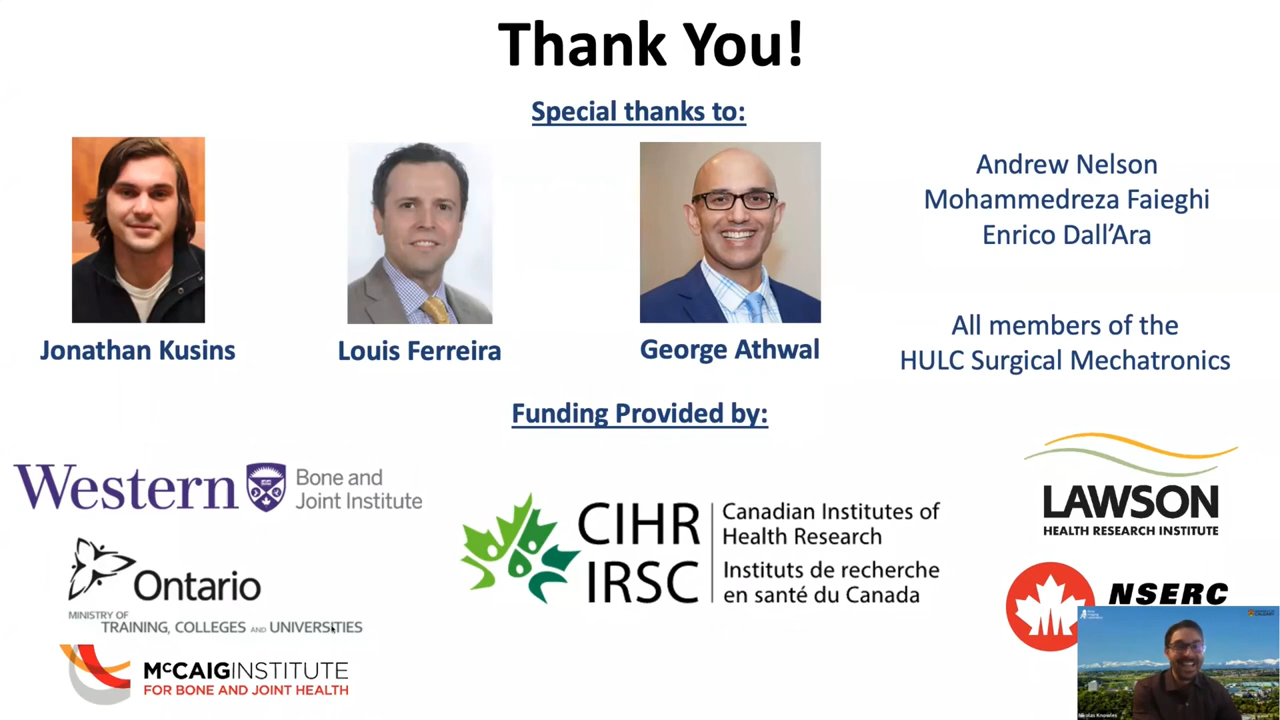 Thank You!
Special thanks to:
Jonathan Kusins
Louis Ferreira
George Athwal
Andrew Nelson
Mohammedreza Faieghi
Enrico Dall’Ara
All members of the
HULC Surgical Mechatronics
Funding Provided by:
Western
Bone and
Joint Institute
Ontario
MINISTRY OF
TRAINING, COLLEGES AND UNIVERSITIES
McCAIG INSTITUTE
FOR BONE AND JOINT HEALTH
CIHR
IRSC
Canadian Institutes of
Health Research
Instituts de recherche
en santé du Canada
LAWSON
HEALTH RESEARCH INSTITUTE
NSERC
Nicolas Knowles